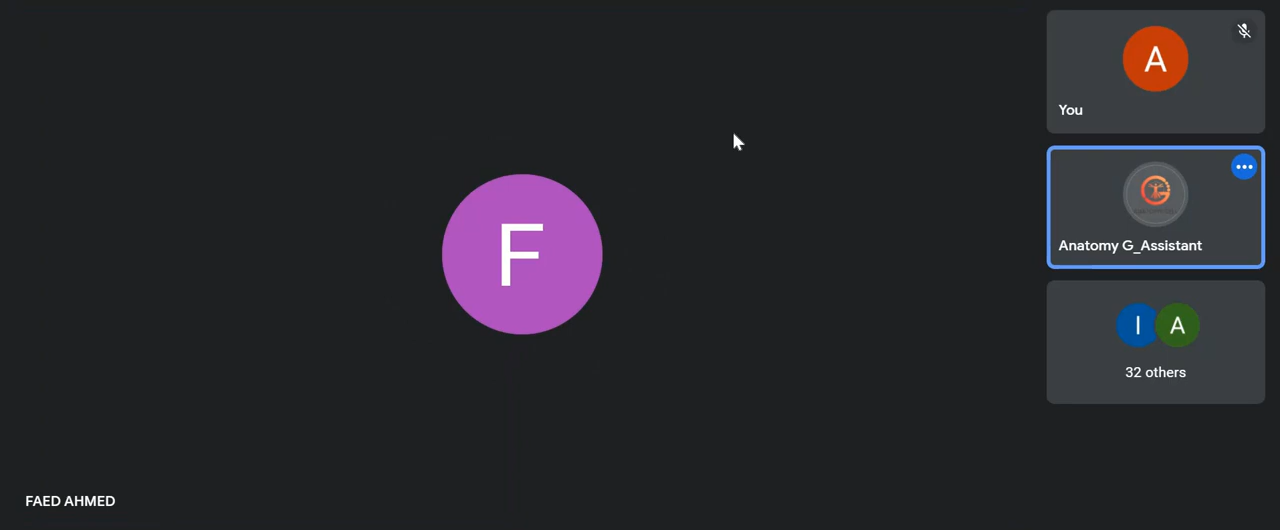 F
FAED AHMED
A
You
G
Anatomy G_Assistant
I A
32 others